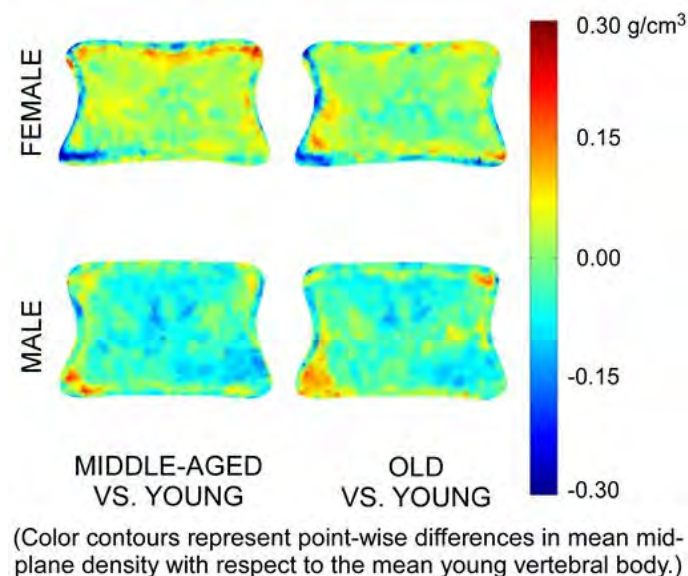 0.30 g/cm³
FEMALE
0.15
0.00
MALE
-0.15
-0.30
MIDDLE-AGED
VS. YOUNG
OLD
VS. YOUNG
(Color contours represent point-wise differences in mean mid-
plane density with respect to the mean young vertebral body.)